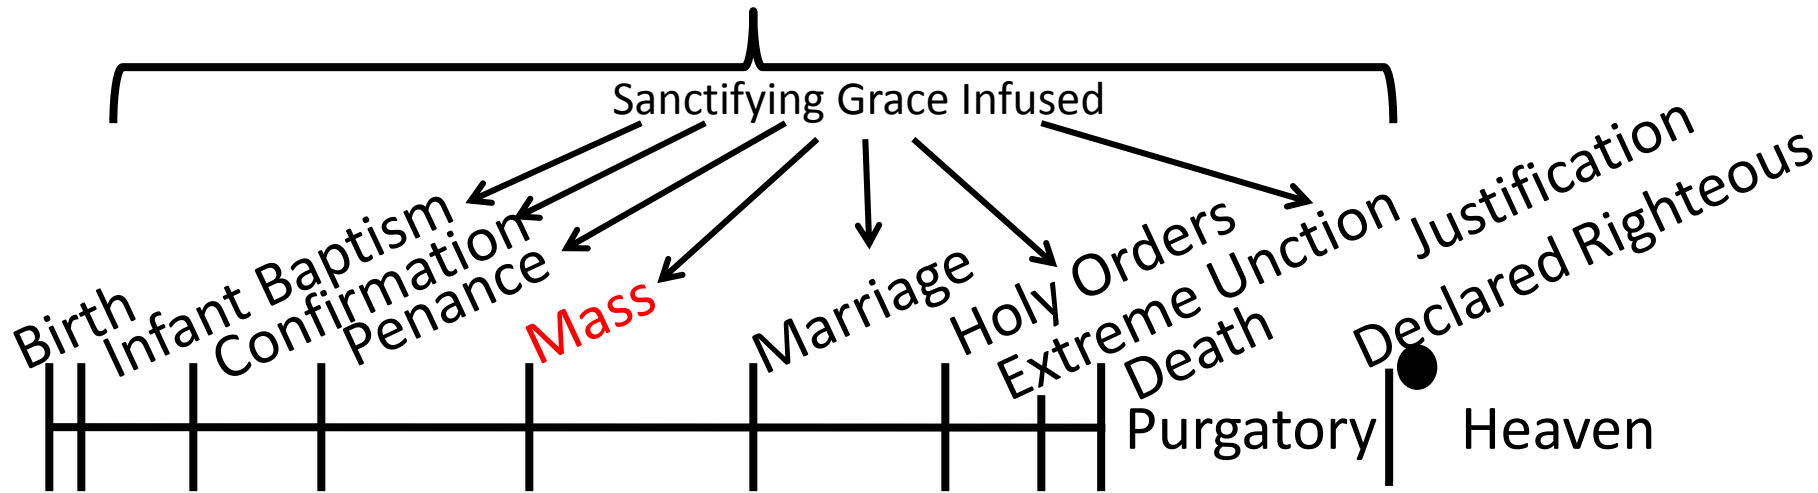 Sanctifying Grace Infused
Birth
Infant Baptism
Confirmation
Penance
Mass
Marriage
Holy Orders
Extreme Unction
Death
Justification
Declared Righteous
Purgatory
Heaven